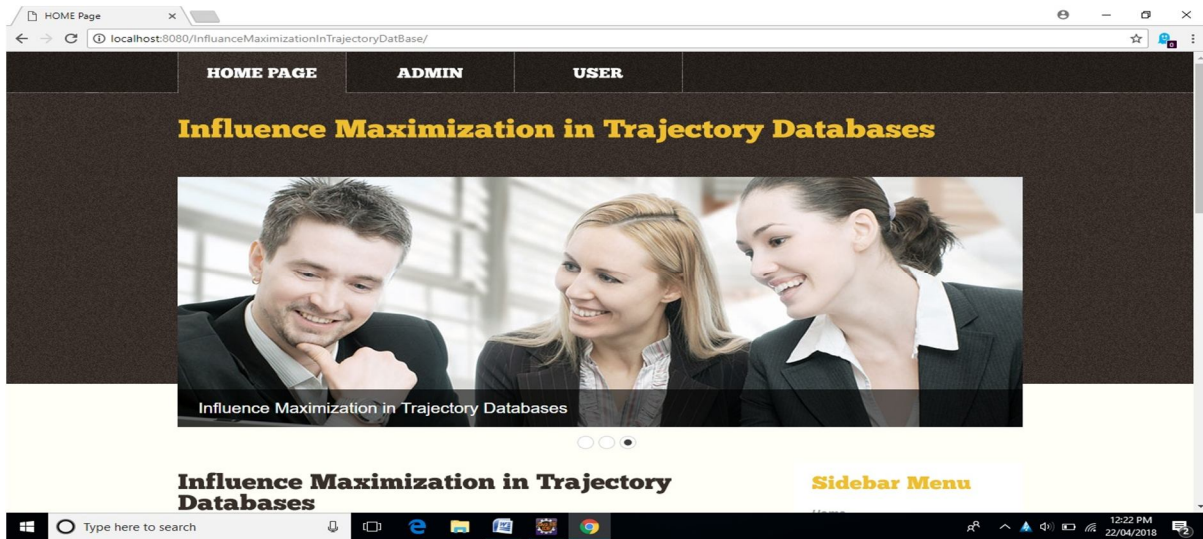 HOME Page
localhost:8080/InfluanceMaximizationInTrajectoryDatBase/
HOME PAGE ADMIN USER
Influence Maximization in Trajectory Databases
Influence Maximization in Trajectory Databases
Influence Maximization in Trajectory
Databases
Sidebar Menu
Type here to search
12:22 PM
22/04/2018